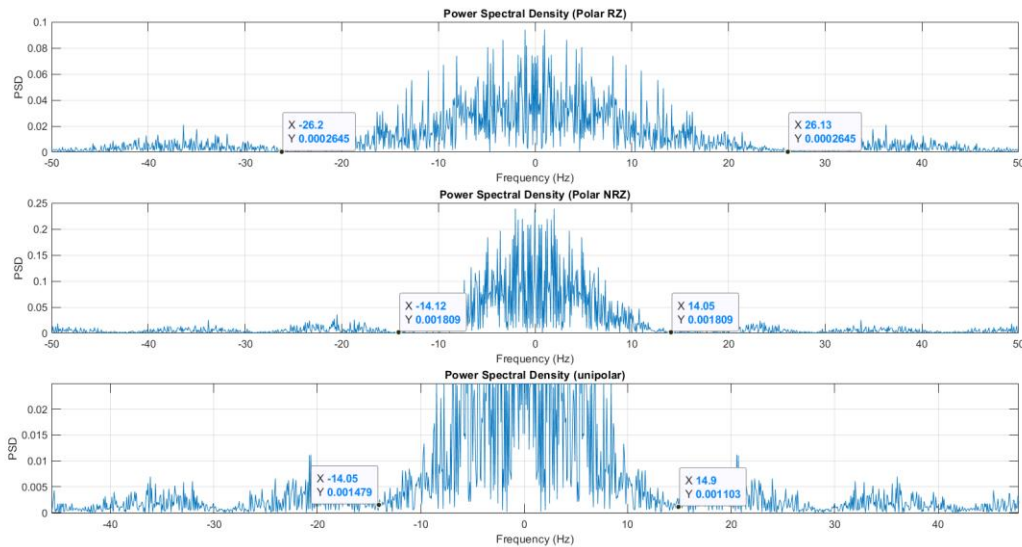 Power Spectral Density (Polar RZ)
0.1
0.08
0.06
0.04
0.02
0
PSD
X -26.2
Y 0.0002645
X 26.13
Y 0.0002645
-50 -40 -30 -20 -10 0 10 20 30 40 50
Frequency (Hz)
Power Spectral Density (Polar NRZ)
0.25
0.2
0.15
0.1
0.05
0
PSD
X -14.12
Y 0.001809
X 14.05
Y 0.001809
-50 -40 -30 -20 -10 0 10 20 30 40 50
Frequency (Hz)
Power Spectral Density (unipolar)
0.02
0.015
0.01
0.005
0
PSD
X -14.05
Y 0.001479
X 14.9
Y 0.001103
-40 -30 -20 -10 0 10 20 30 40
Frequency (Hz)